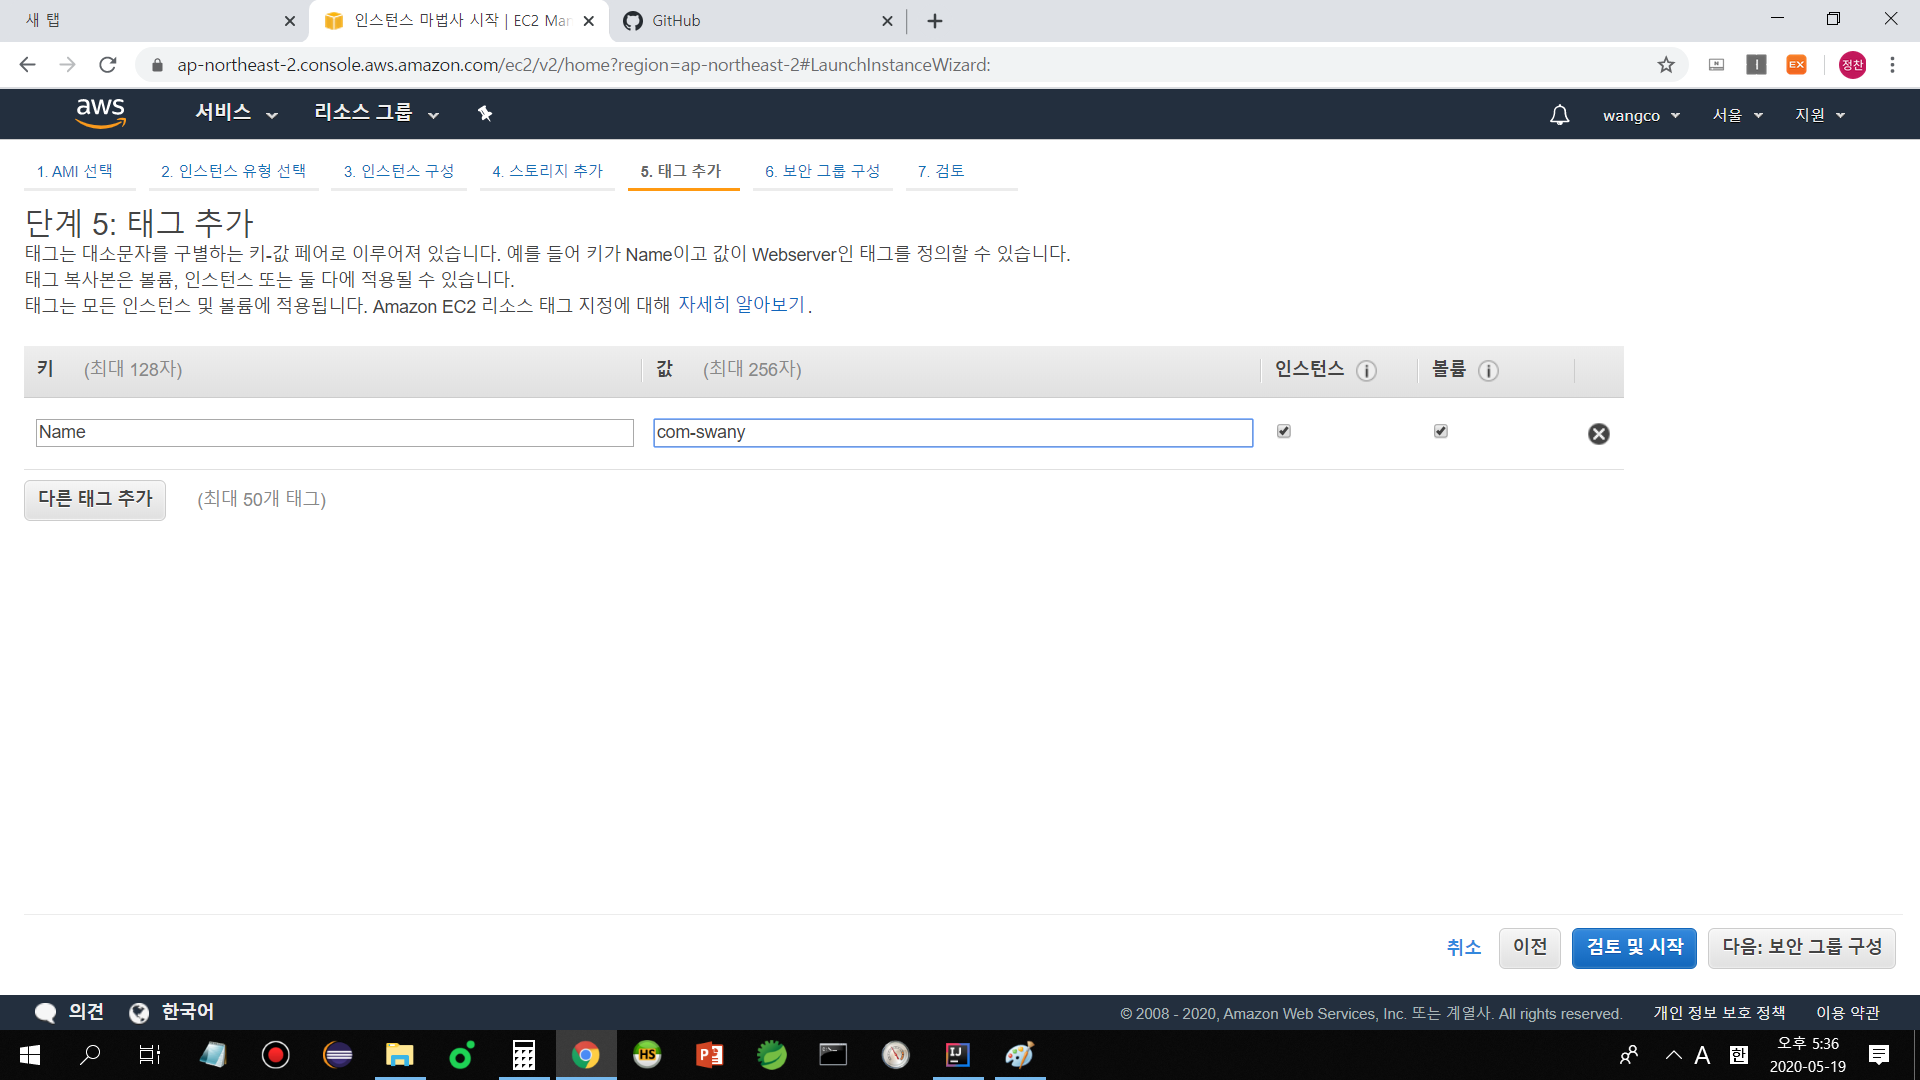 새 탭
인스턴스 마법사 시작 | EC2 Mar
GitHub
ap-northeast-2.console.aws.amazon.com/ec2/v2/home?region=ap-northeast-2#LaunchInstanceWizard:
EX
정찬
aws
서비스
리소스 그룹
wangco
서울
지원
1. AMI 선택
2. 인스턴스 유형 선택
3. 인스턴스 구성
4. 스토리지 추가
5. 태그 추가
6. 보안 그룹 구성
7. 검토
단계 5: 태그 추가
태그는 대소문자를 구별하는 키-값 페어로 이루어져 있습니다. 예를 들어 키가 Name이고 값이 Webserver인 태그를 정의할 수 있습니다.
태그 복사본은 볼륨, 인스턴스 또는 둘 다에 적용될 수 있습니다.
태그는 모든 인스턴스 및 볼륨에 적용됩니다. Amazon EC2 리소스 태그 지정에 대해 자세히 알아보기.
키 (최대 128자)
값 (최대 256자)
인스턴스
볼륨
Name
com-swany
다른 태그 추가
(최대 50개 태그)
취소
이전
검토 및 시작
다음: 보안 그룹 구성
의견
한국어
© 2008 - 2020, Amazon Web Services, Inc. 또는 계열사. All rights reserved.
개인 정보 보호 정책
이용 약관
HS
P
IJ
A
한
오후 5:36
2020-05-19